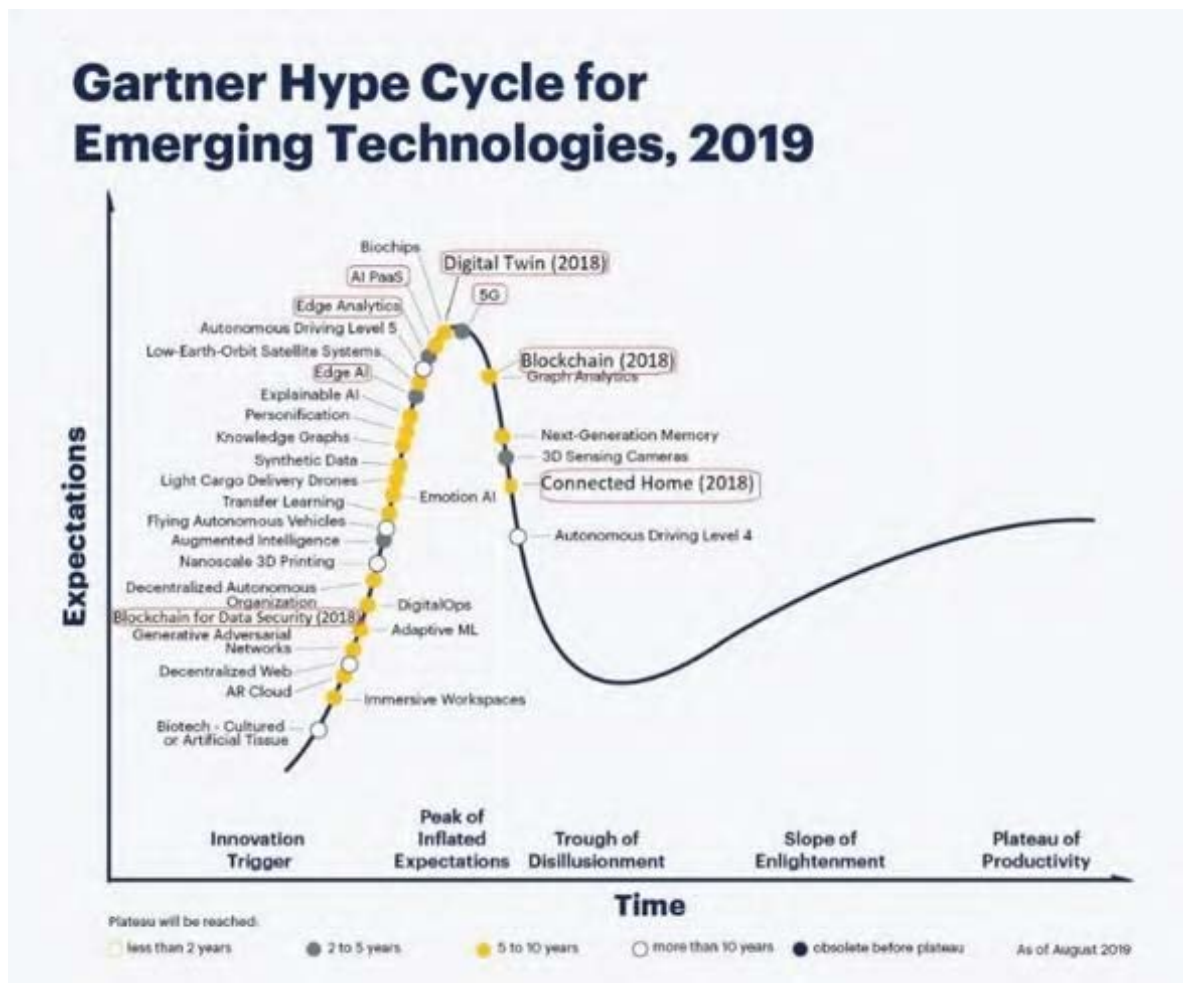 Gartner Hype Cycle for
Emerging Technologies, 2019
Expectations
Biochips
Digital Twin (2018)
AI PaaS
5G
Edge Analytics
Autonomous Driving Level 5
Low-Earth-Orbit Satellite Systems
Edge AI
Explainable AI
Personification
Knowledge Graphs
Synthetic Data
Light Cargo Delivery Drones
Transfer Learning
Flying Autonomous Vehicles
Augmented Intelligence
Nanoscale 3D Printing
Decentralized Autonomous
Organization
Blockchain for Data Security (2018)
Generative Adversarial
Networks
Decentralized Web
AR Cloud
Biotech - Cultured
or Artificial Tissue
Emotion AI
DigitalOps
Adaptive ML
Immersive Workspaces
Blockchain (2018)
Graph Analytics
Next-Generation Memory
3D Sensing Cameras
Connected Home (2018)
Autonomous Driving Level 4
Innovation
Trigger
Peak of
Inflated
Expectations
Trough of
Disillusionment
Slope of
Enlightenment
Plateau of
Productivity
Time
Plateau will be reached:
less than 2 years
2 to 5 years
5 to 10 years
more than 10 years
obsolete before plateau
As of August 2019